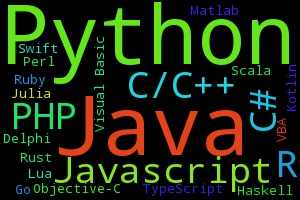 Python
Matlab
Swift
Perl
Visual Basic
C/C++
Scala
Kotlin
Ruby
Julia
PHP
Java
C#
VBA
Delphi
Rust
Javascript
R
Lua
Go
Objective-C
TypeScript
Haskell